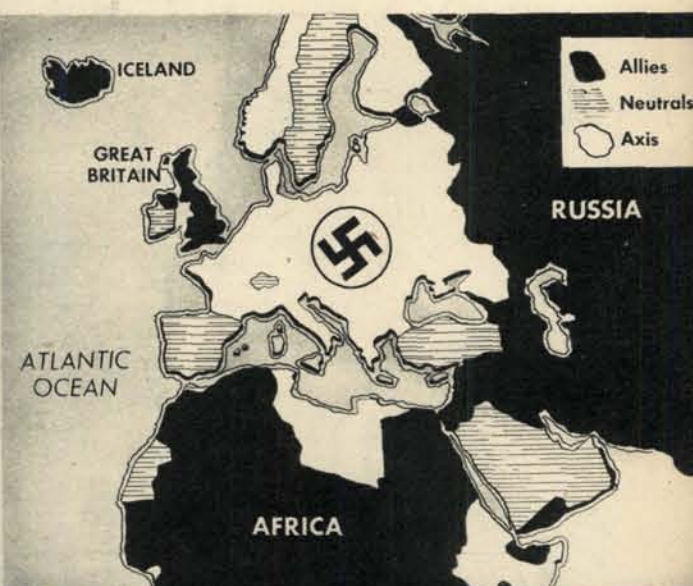 ICELAND
GREAT
BRITAIN
Allies
Neutrals
Axis
RUSSIA
ATLANTIC
OCEAN
AFRICA